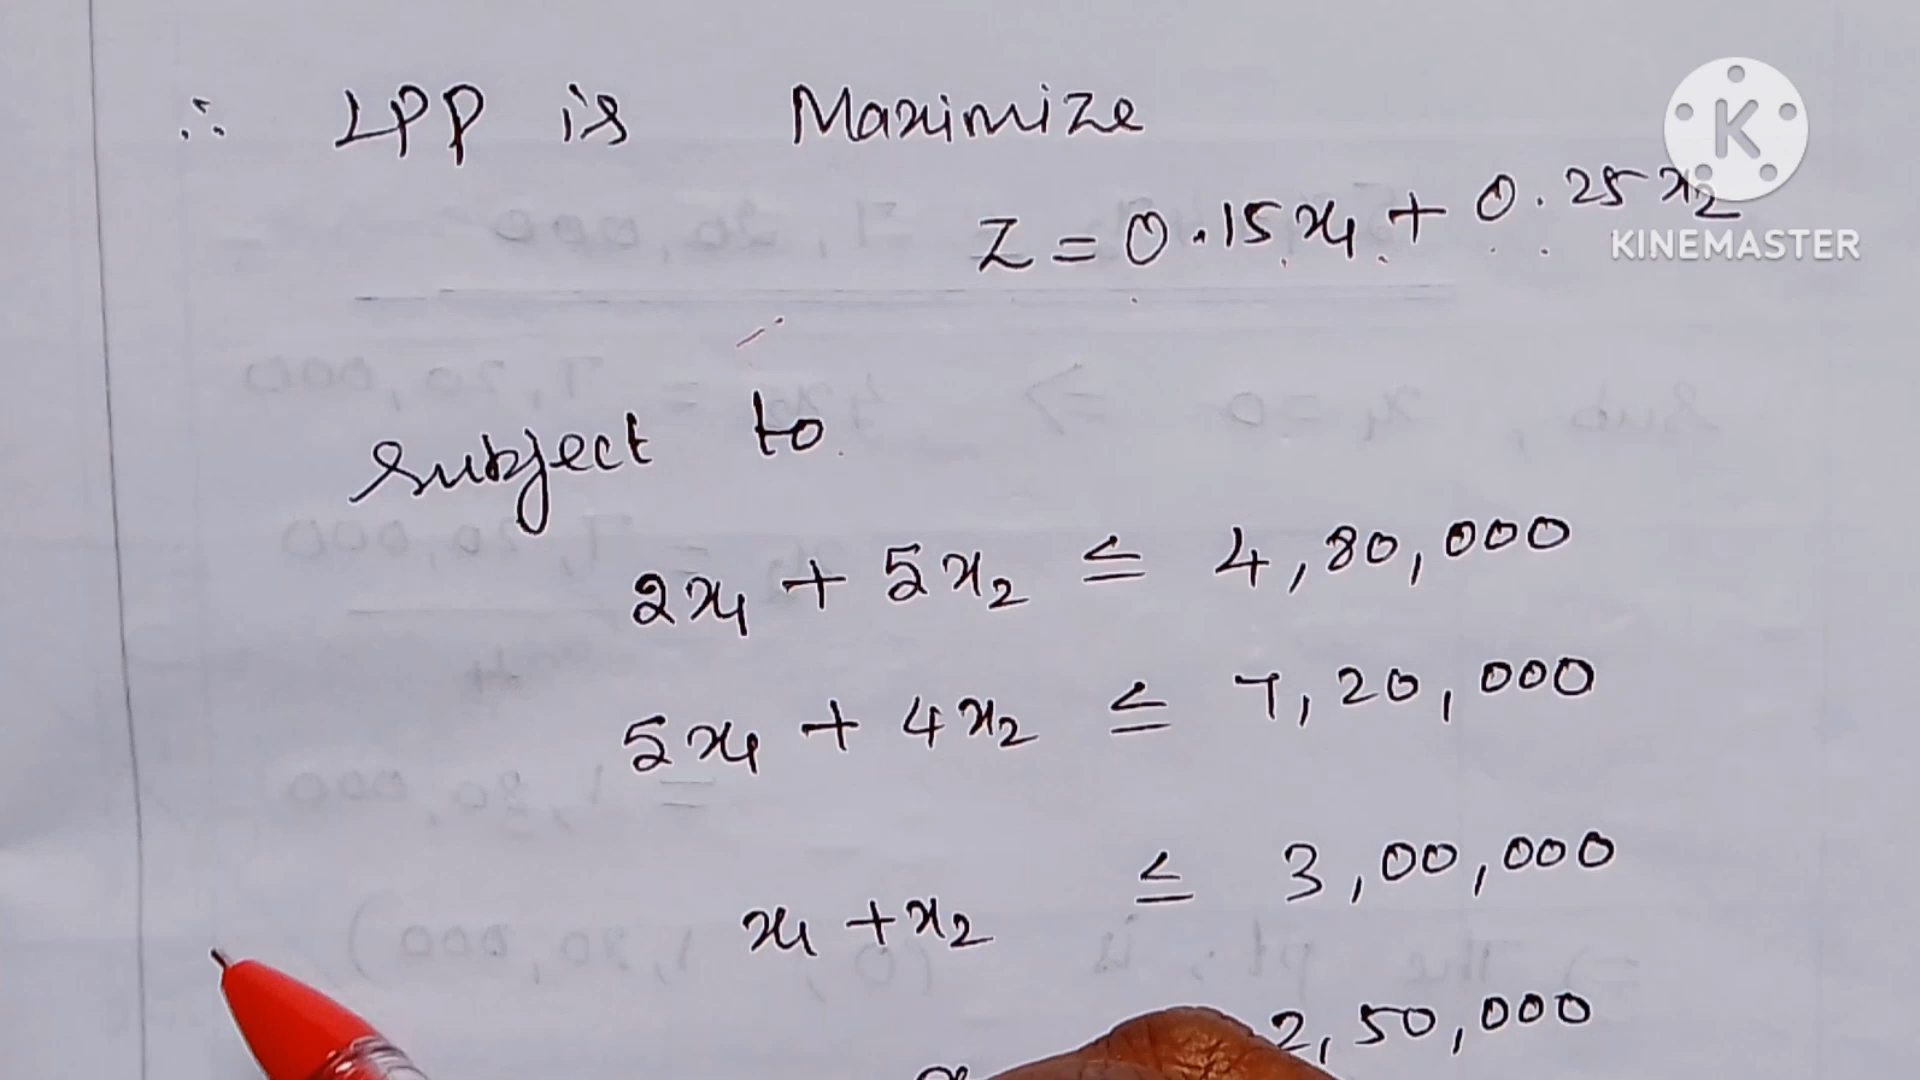 ∴ LPP is Maximize
Z = 0.15x₁ + 0.25x₂
K
KINEMASTER
Subject to
2x₁ + 5x₂ ≤ 4,80,000
5x₁ + 4x₂ ≤ 7,20,000
x₁ + x₂ ≤ 3,00,000
2,50,000